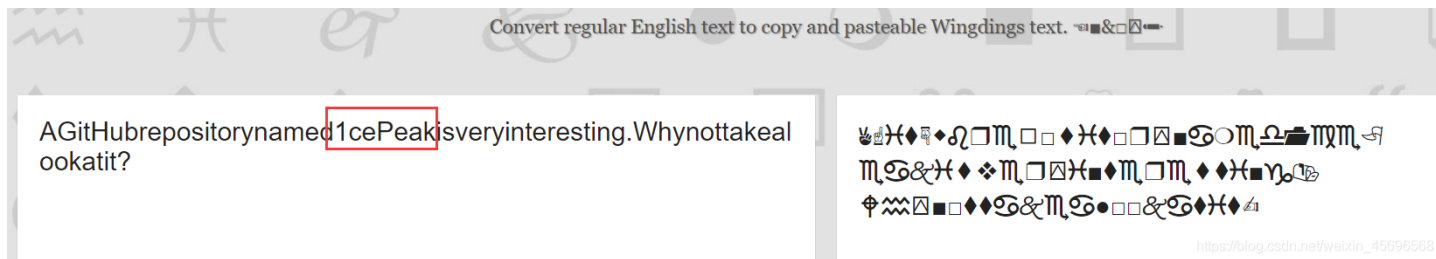 Convert regular English text to copy and pasteable Wingdings text. ☜■&□⍓➨
AGitHubrepositorynamed1cePeakisveryinteresting.Whynottakeal
ookatit?
✌☝♓⧫☟◆♌❒♏◻□⬧♓⧫□❒⍓■♋❍♏♎📂♍♏🏱
♏♋&♓⬧❖♏❒⍓♓■⧫♏❒♏⬧⧫♓■♑📬
🕈♒⍓■□⧫⧫♋&♏♋●□□&♋⧫♓⧫✍
https://blog.csdn.net/weixin_45696568